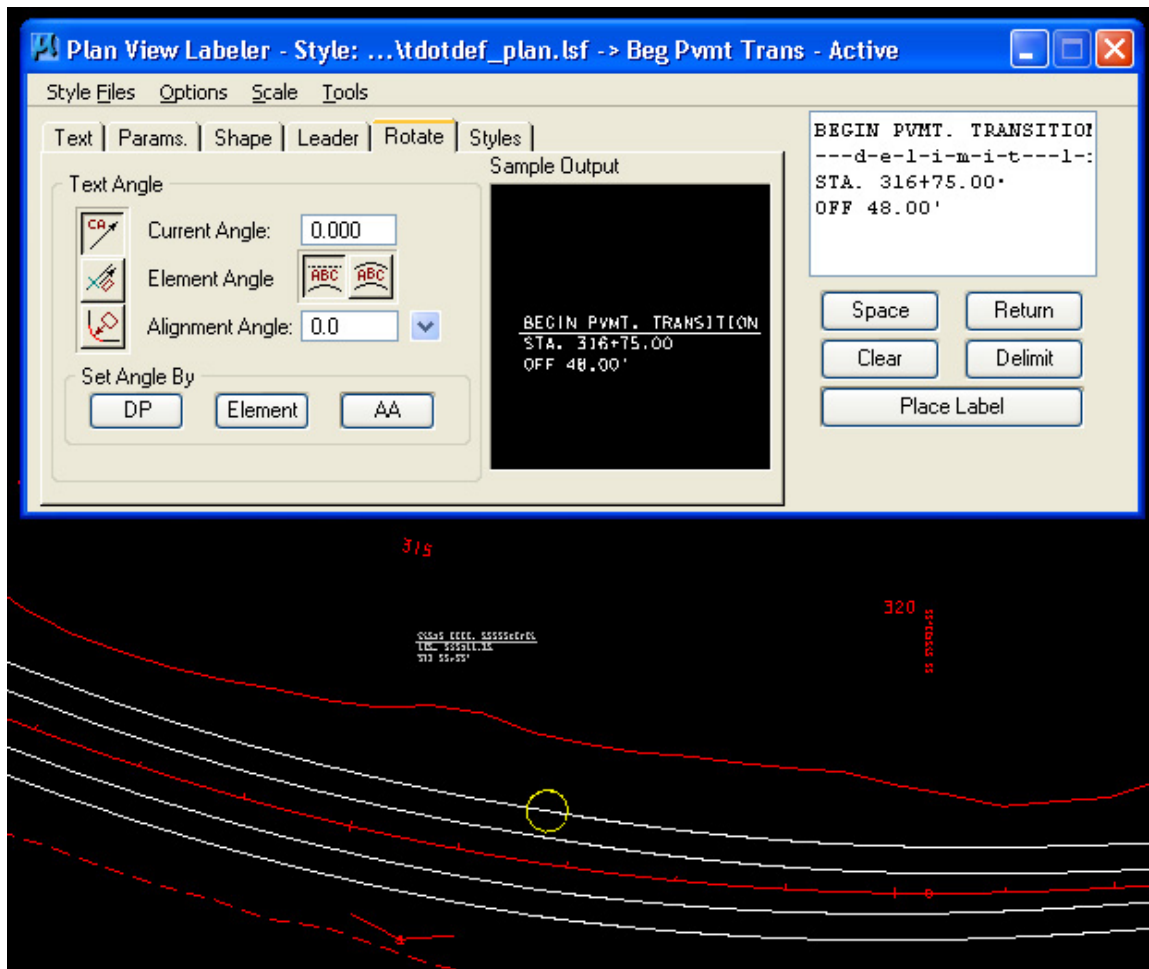 Plan View Labeler - Style: ...\tdotdef_plan.lsf -> Beg Pvmt Trans - Active
Style Files Options Scale Tools
Text Params. Shape Leader Rotate Styles
Text Angle
CA
Current Angle: 0.000
Element Angle ABC ABC
Alignment Angle: 0.0
Set Angle By
DP Element AA
Sample Output
BEGIN PVMT. TRANSITION
STA. 316+75.00
OFF 48.00'
BEGIN PVMT. TRANSITION
---d-e-l-i-m-i-t---l-:
STA. 316+75.00·
OFF 48.00'
Space Return
Clear Delimit
Place Label
315
320